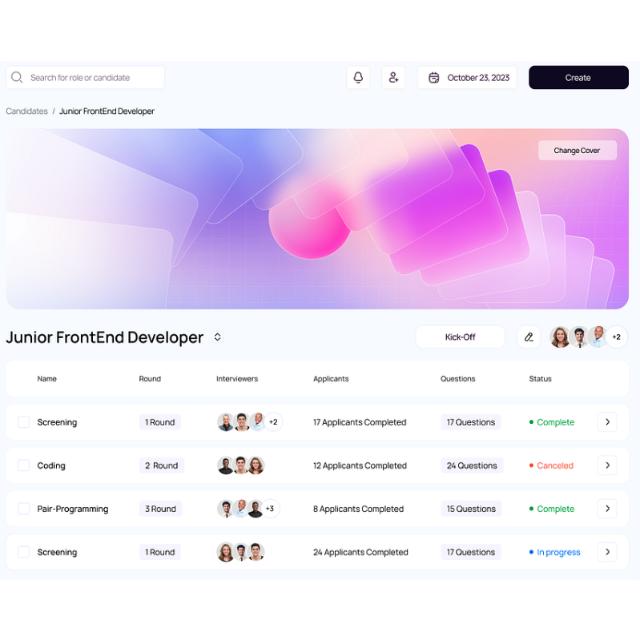 Search for role or candidate
October 23, 2023
Create
Candidates / Junior FrontEnd Developer
Change Cover
Junior FrontEnd Developer
Kick-Off
+2
Name Round Interviewers Applicants Questions Status
Screening 1 Round +2 17 Applicants Completed 17 Questions Complete
Coding 2 Round 12 Applicants Completed 24 Questions Canceled
Pair-Programming 3 Round +3 8 Applicants Completed 15 Questions Complete
Screening 1 Round 24 Applicants Completed 17 Questions In progress